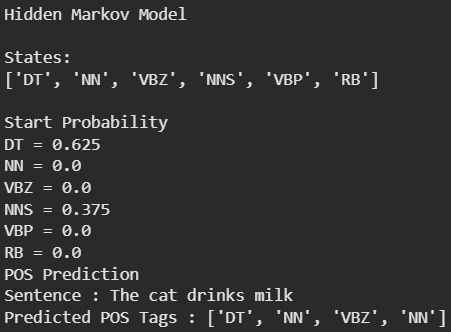 Hidden Markov Model
States:
['DT', 'NN', 'VBZ', 'NNS', 'VBP', 'RB']
Start Probability
DT = 0.625
NN = 0.0
VBZ = 0.0
NNS = 0.375
VBP = 0.0
RB = 0.0
POS Prediction
Sentence : The cat drinks milk
Predicted POS Tags : ['DT', 'NN', 'VBZ', 'NN']